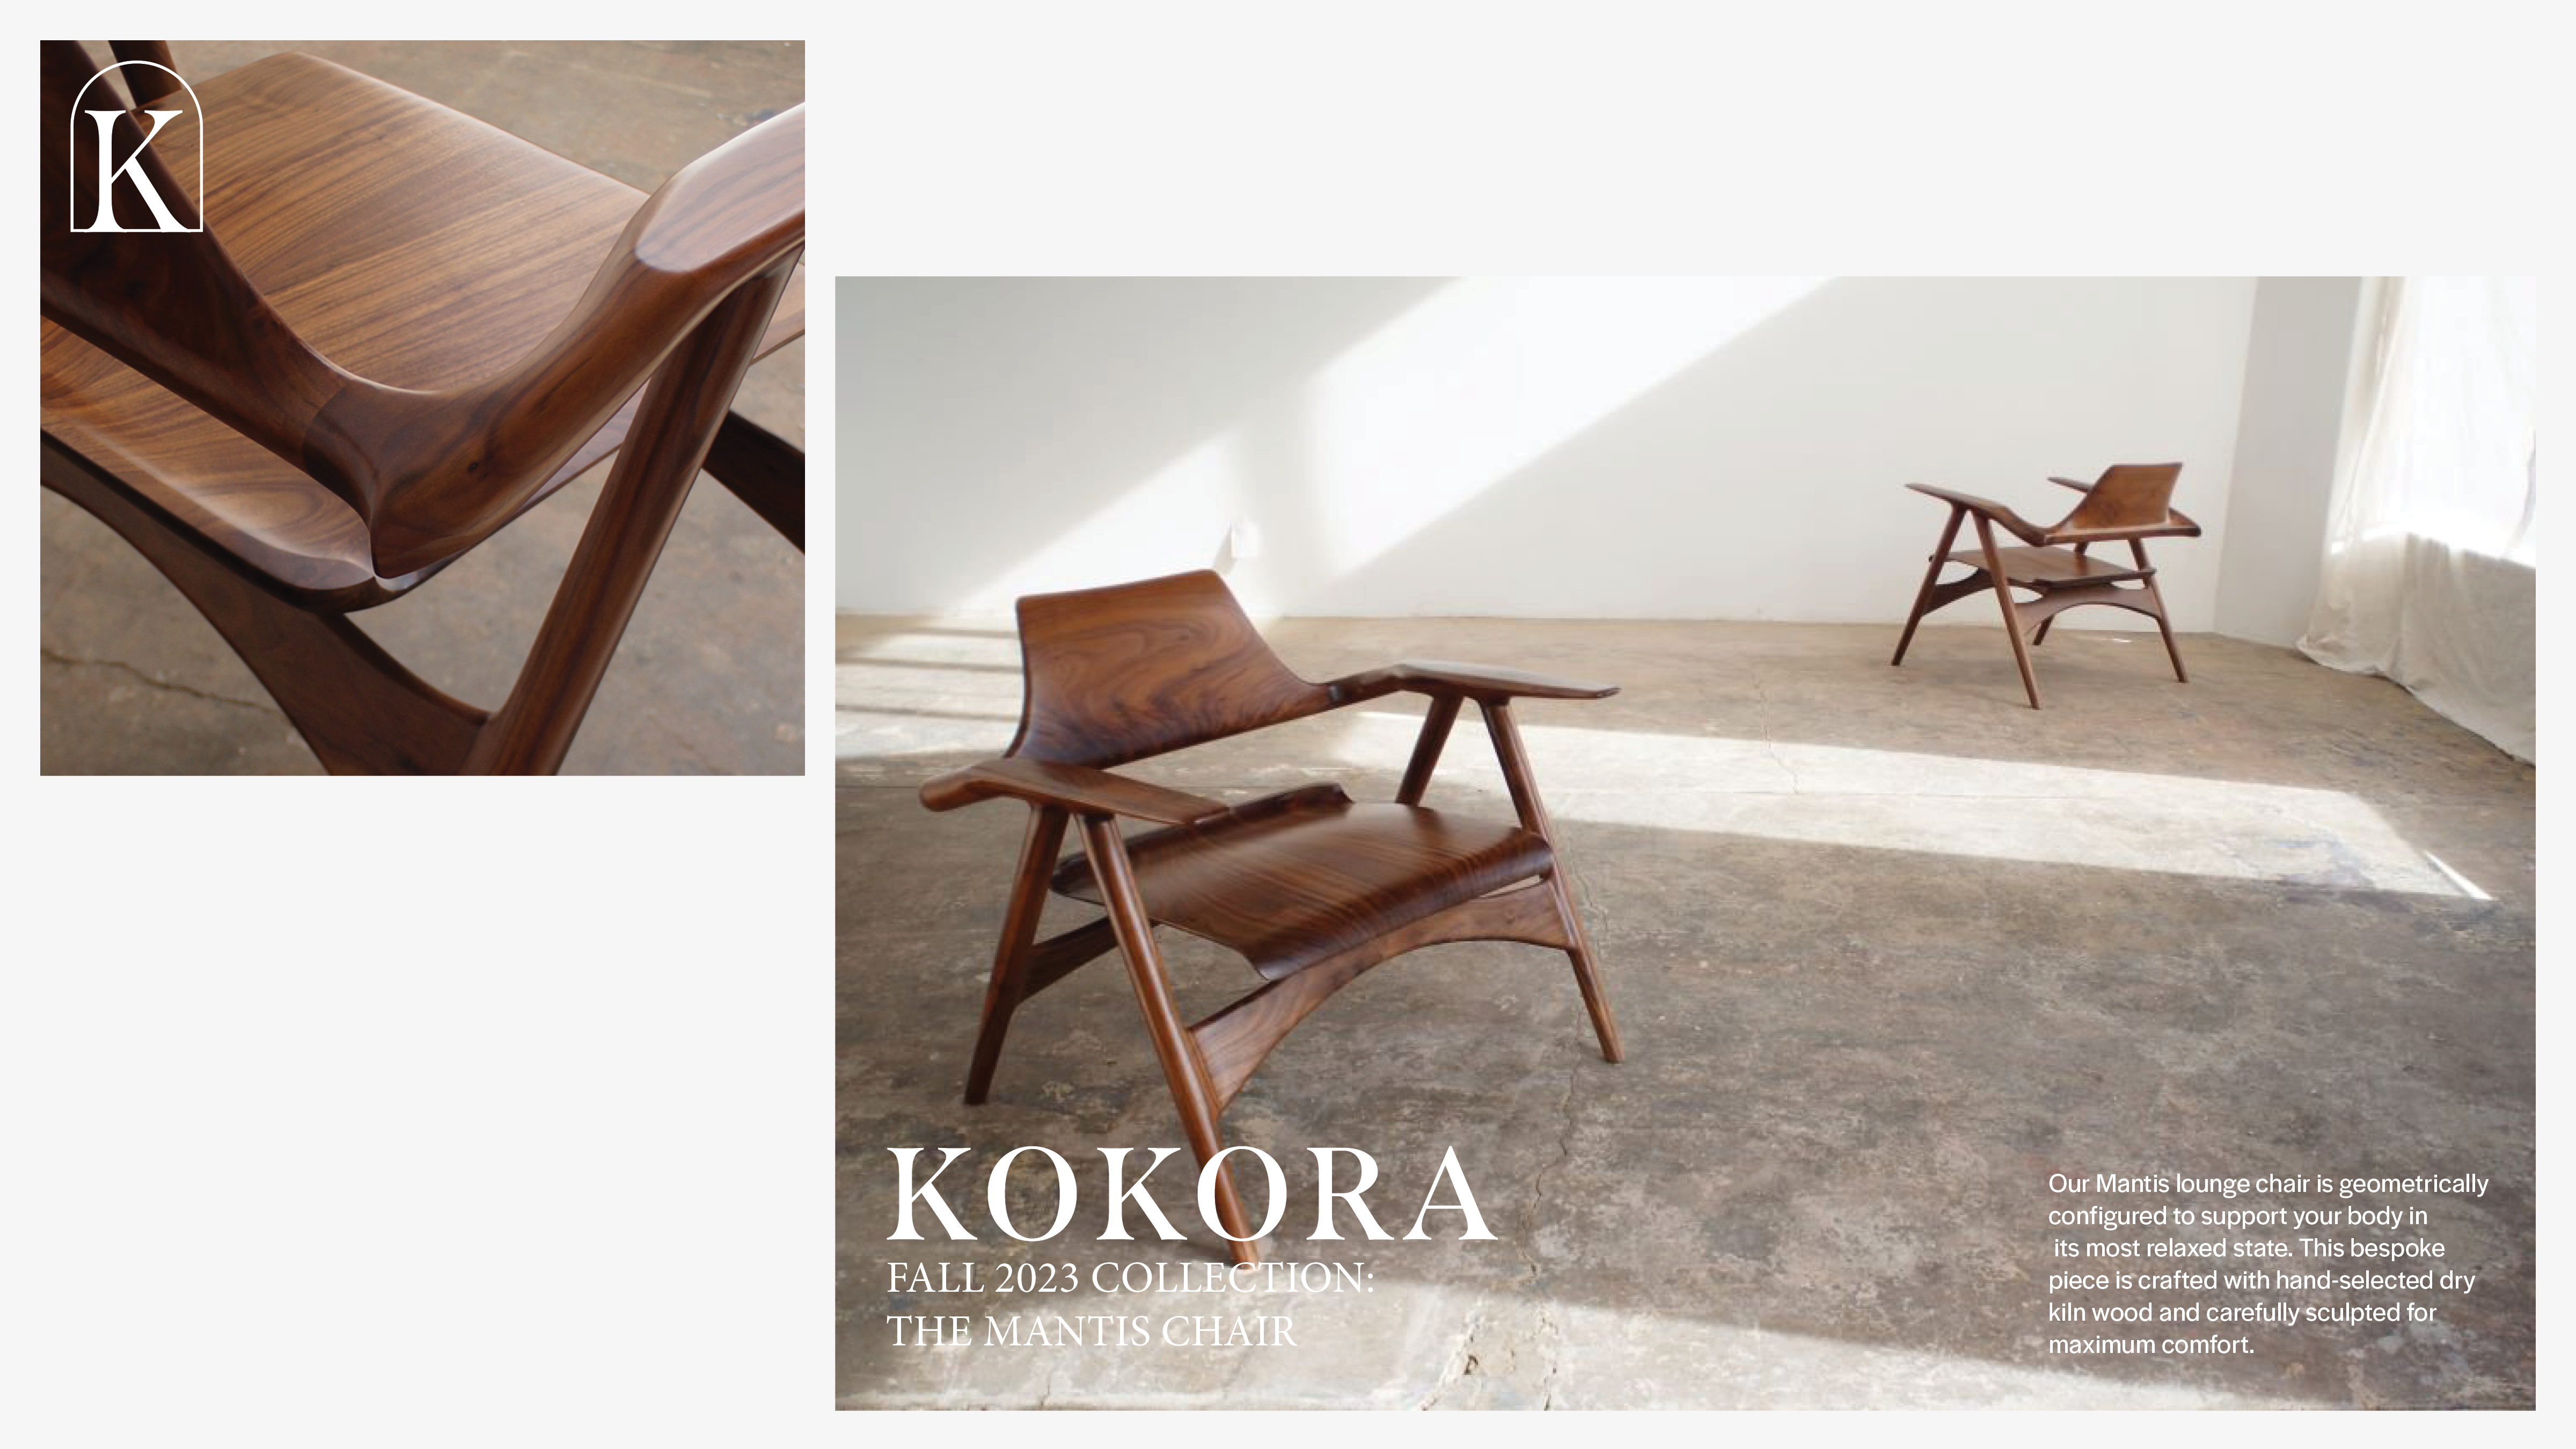 K
KOKORA
FALL 2023 COLLECTION:
THE MANTIS CHAIR
Our Mantis lounge chair is geometrically
configured to support your body in
its most relaxed state. This bespoke
piece is crafted with hand-selected dry
kiln wood and carefully sculpted for
maximum comfort.